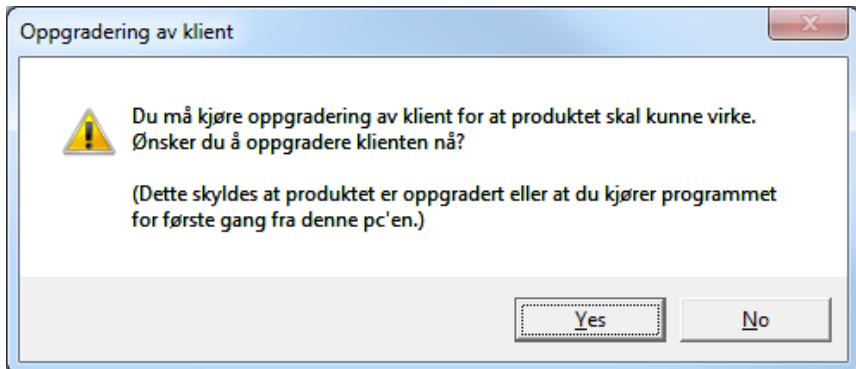 Oppgradering av klient
Du må kjøre oppgradering av klient for at produktet skal kunne virke.
Ønsker du å oppgradere klienten nå?
(Dette skyldes at produktet er oppgradert eller at du kjører programmet
for første gang fra denne pc'en.)
Yes
No